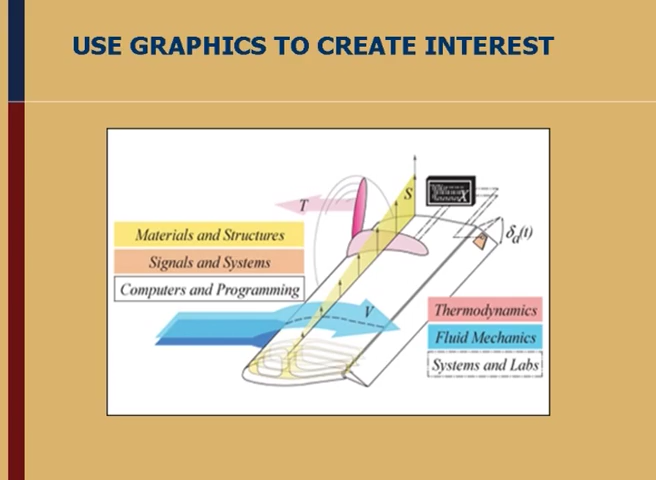 USE GRAPHICS TO CREATE INTEREST
T
S
X
δa(t)
Materials and Structures
Signals and Systems
Computers and Programming
V
Thermodynamics
Fluid Mechanics
Systems and Labs